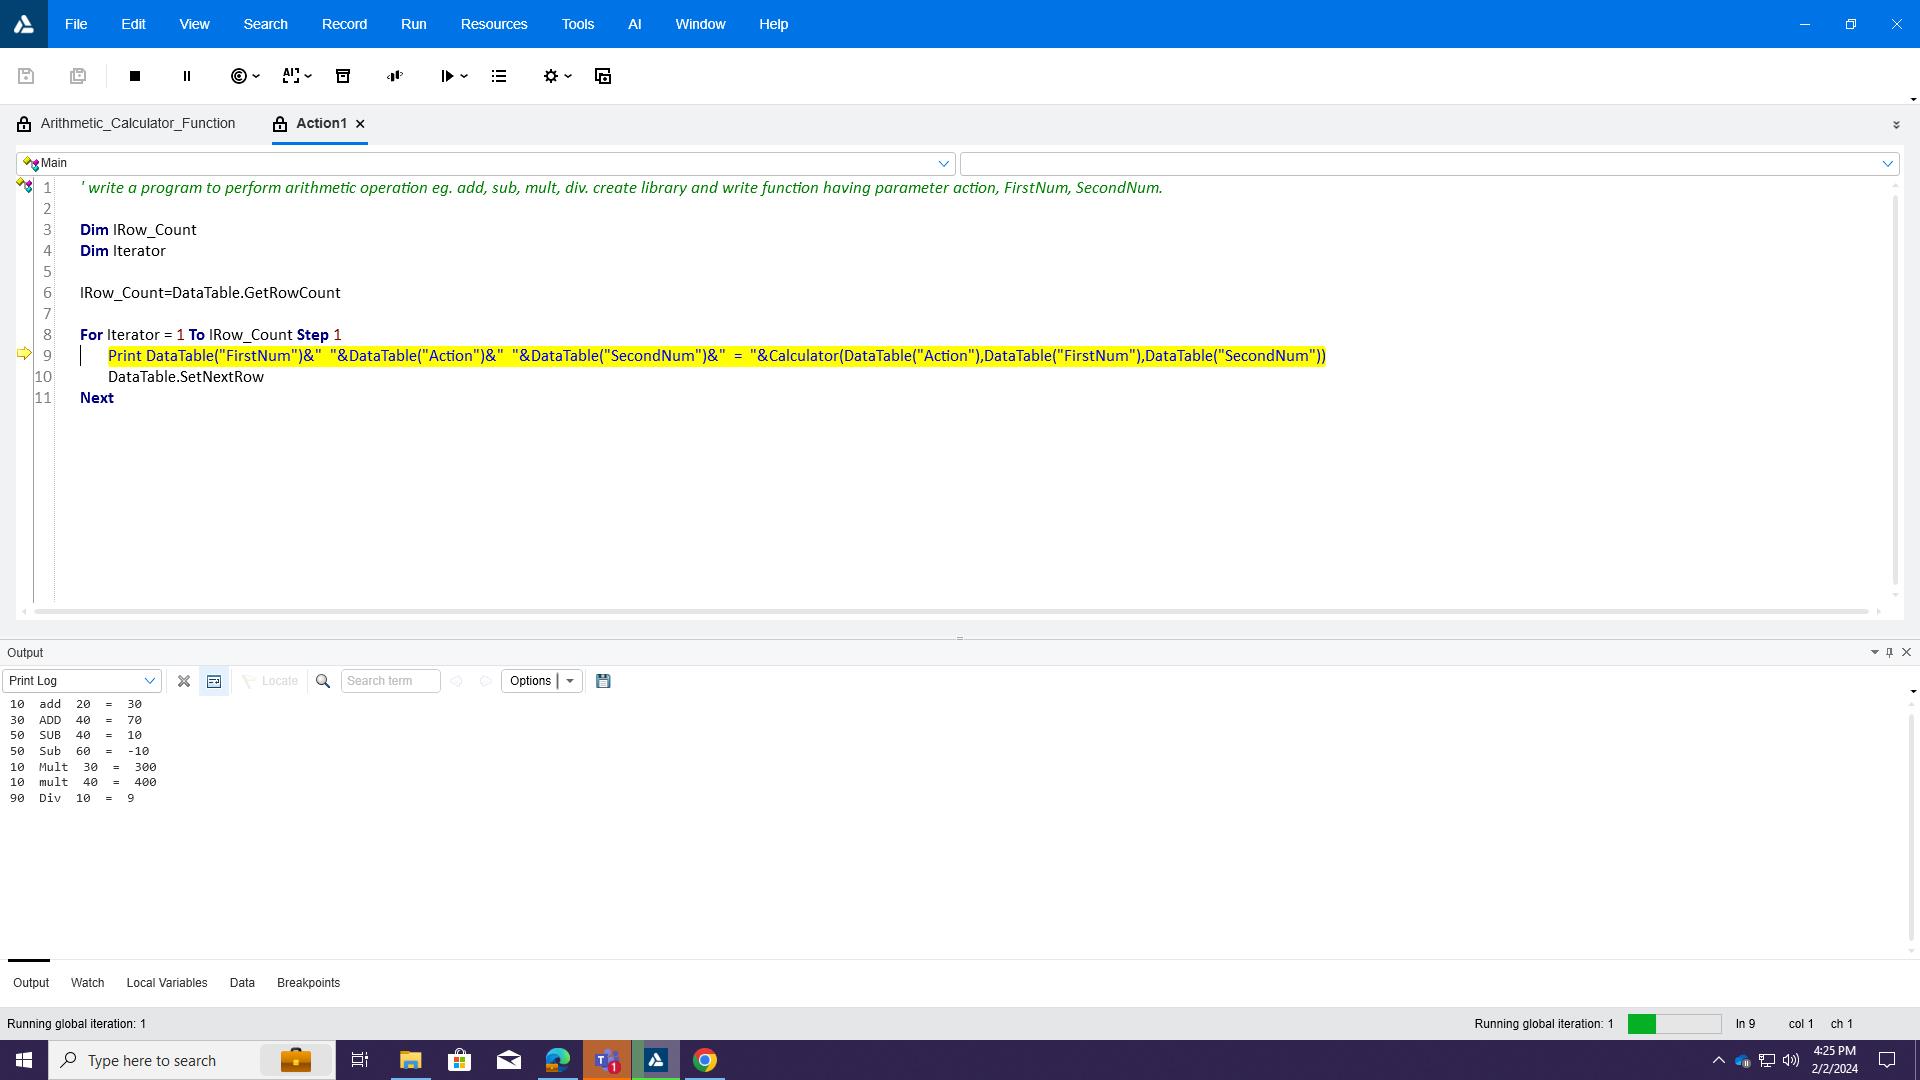 File Edit View Search Record Run Resources Tools AI Window Help
AI
Arithmetic_Calculator_Function Action1
Main
1 ' write a program to perform arithmetic operation eg. add, sub, mult, div. create library and write function having parameter action, FirstNum, SecondNum.
2
3 Dim lRow_Count
4 Dim Iterator
5
6 lRow_Count=DataTable.GetRowCount
7
8 For Iterator = 1 To lRow_Count Step 1
9 Print DataTable("FirstNum")&"  "&DataTable("Action")&"  "&DataTable("SecondNum")&"  =  "&Calculator(DataTable("Action"),DataTable("FirstNum"),DataTable("SecondNum"))
10 DataTable.SetNextRow
11 Next
Output
Print Log Locate Search term Options
10  add  20  =  30
30  ADD  40  =  70
50  SUB  40  =  10
50  Sub  60  =  -10
10  Mult  30  =  300
10  mult  40  =  400
90  Div  10  =  9
Output Watch Local Variables Data Breakpoints
Running global iteration: 1 Running global iteration: 1 ln 9 col 1 ch 1
Type here to search T 1 4:25 PM
2/2/2024